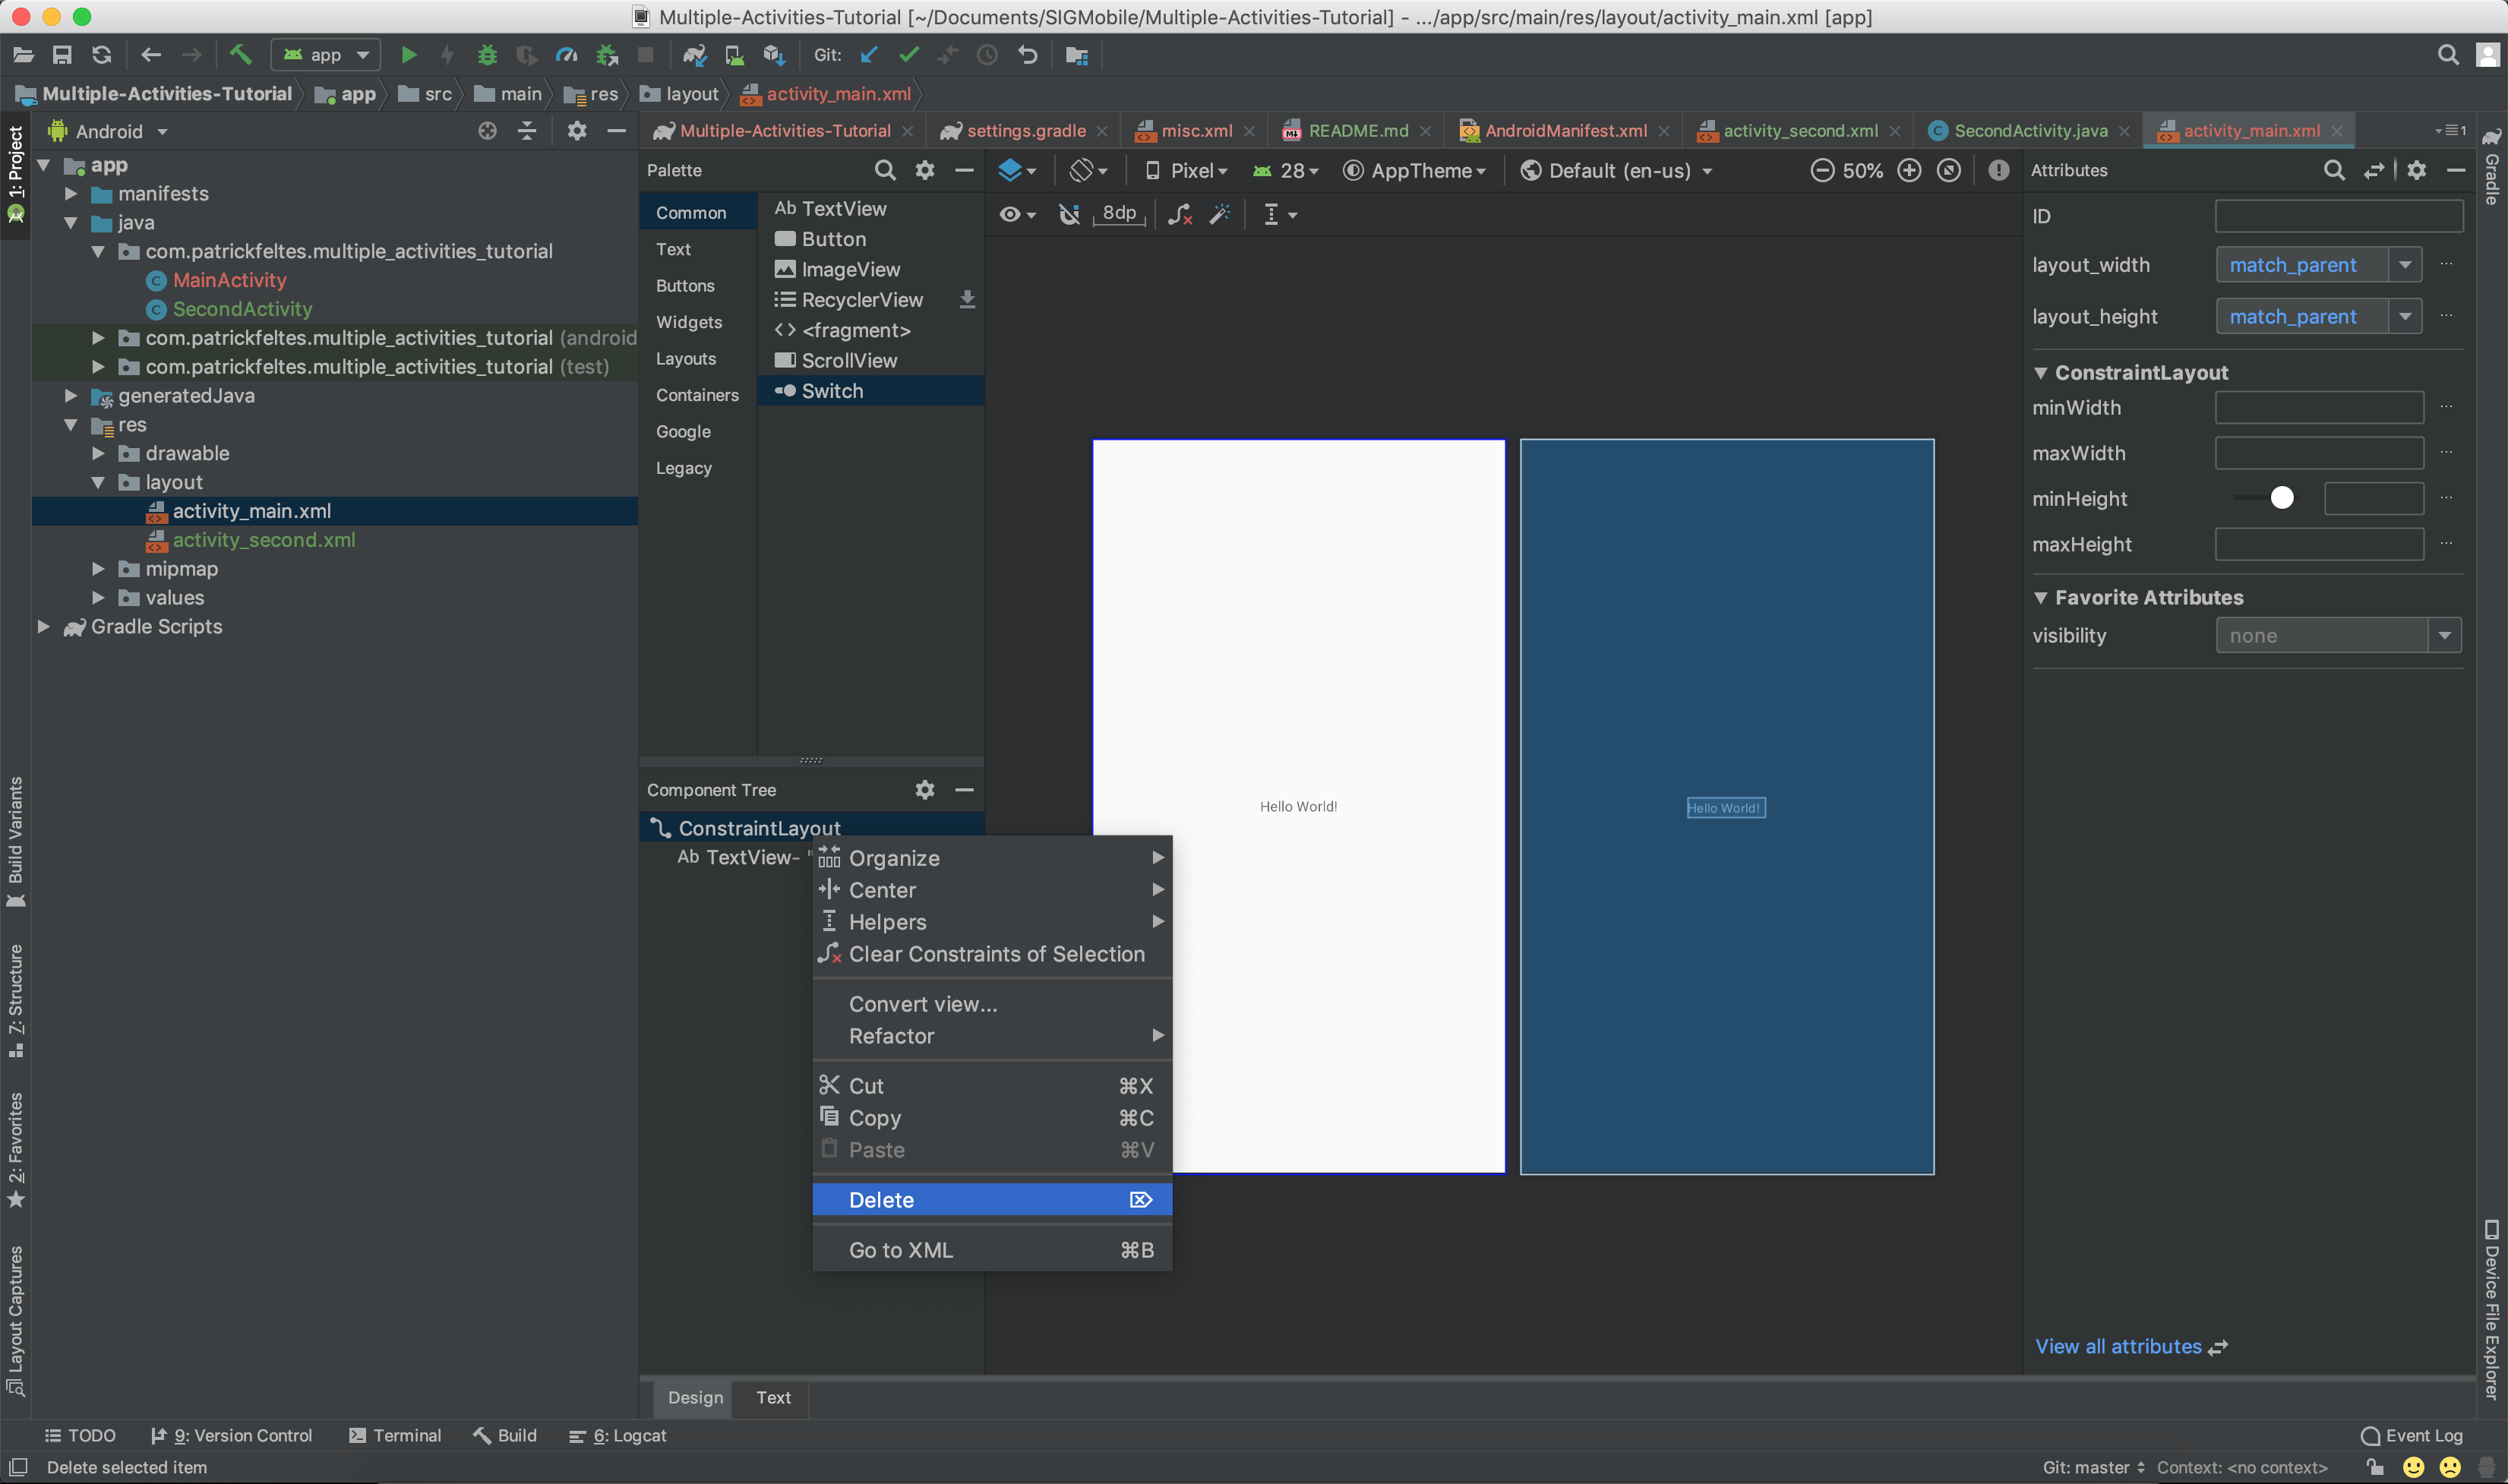 Multiple-Activities-Tutorial [~/Documents/SIGMobile/Multiple-Activities-Tutorial] - .../app/src/main/res/layout/activity_main.xml [app]
app
Git:
Multiple-Activities-Tutorial
app
src
main
res
layout
activity_main.xml
1: Project
Android
app
manifests
java
com.patrickfeltes.multiple_activities_tutorial
MainActivity
SecondActivity
com.patrickfeltes.multiple_activities_tutorial (android
com.patrickfeltes.multiple_activities_tutorial (test)
generatedJava
res
drawable
layout
activity_main.xml
activity_second.xml
mipmap
values
Gradle Scripts
Build Variants
7: Structure
2: Favorites
Layout Captures
Multiple-Activities-Tutorial
settings.gradle
misc.xml
README.md
AndroidManifest.xml
activity_second.xml
SecondActivity.java
activity_main.xml
1
Palette
Common
Text
Buttons
Widgets
Layouts
Containers
Google
Legacy
Ab TextView
Button
ImageView
RecyclerView
<> <fragment>
ScrollView
Switch
Pixel
28
AppTheme
Default (en-us)
50%
8dp
Component Tree
ConstraintLayout
Ab TextView- "
Organize
Center
Helpers
Clear Constraints of Selection
Convert view...
Refactor
Cut ⌘X
Copy ⌘C
Paste ⌘V
Delete
Go to XML ⌘B
Hello World!
Hello World!
Attributes
ID
layout_width match_parent ...
layout_height match_parent ...
ConstraintLayout
minWidth ...
maxWidth ...
minHeight ...
maxHeight ...
Favorite Attributes
visibility none
View all attributes
Gradle
Device File Explorer
Design
Text
TODO
9: Version Control
Terminal
Build
6: Logcat
Event Log
Delete selected item
Git: master
Context: <no context>